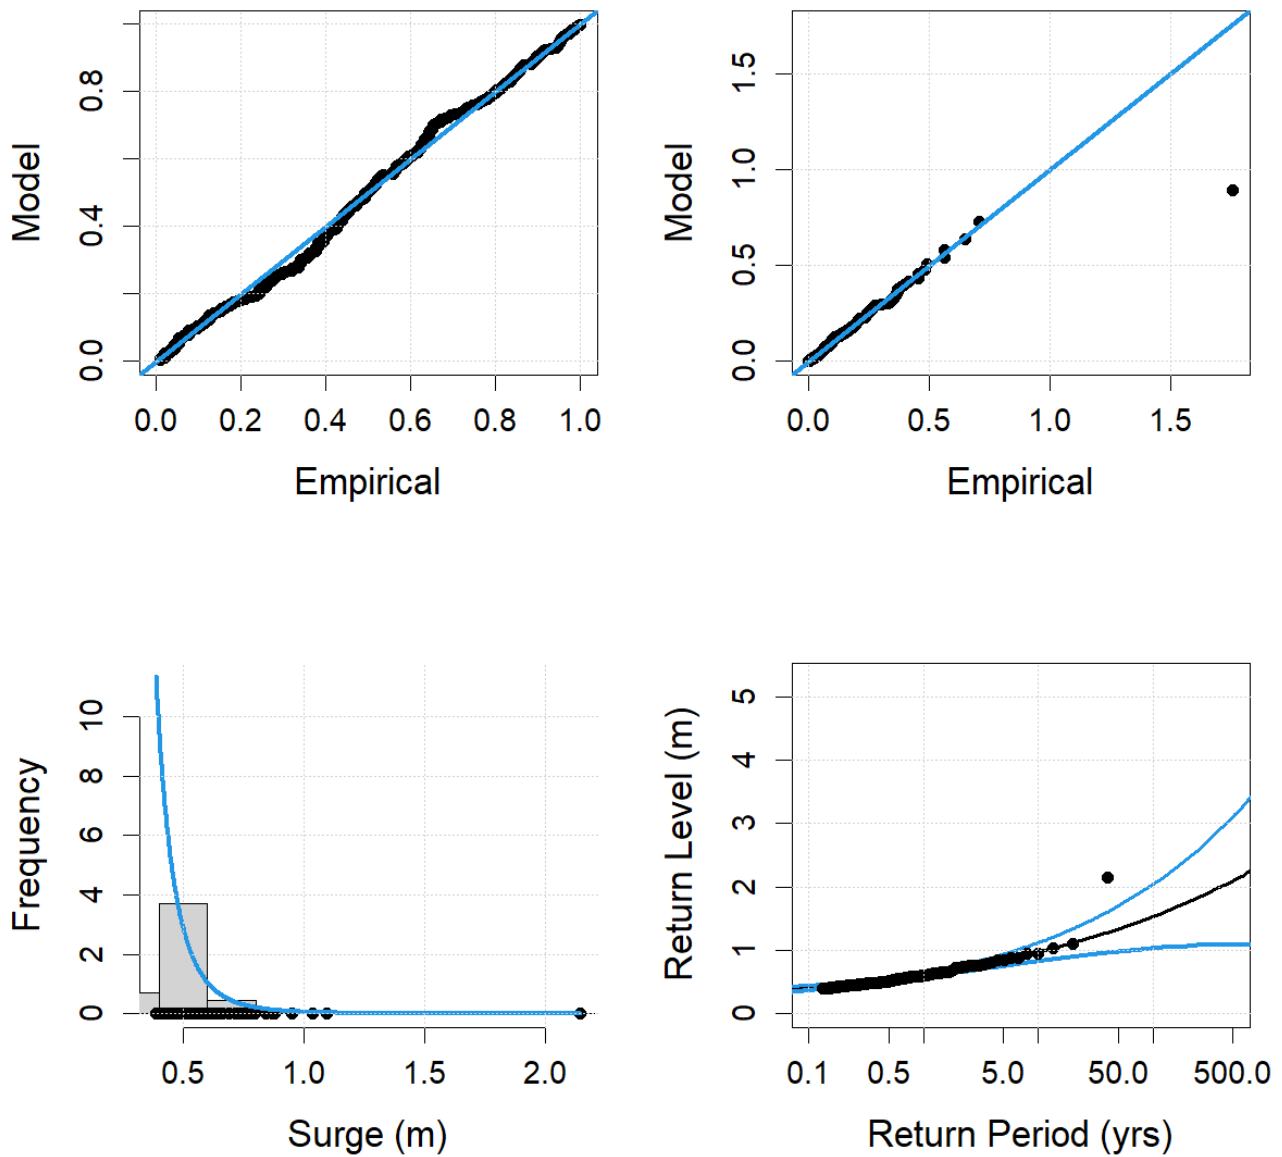 Model
0.8
0.4
0.0
0.0 0.2 0.4 0.6 0.8 1.0
Empirical
Model
1.5
1.0
0.5
0.0
0.0 0.5 1.0 1.5
Empirical
Frequency
10
8
6
4
2
0
0.5 1.0 1.5 2.0
Surge (m)
Return Level (m)
5
4
3
2
1
0
0.1 0.5 5.0 50.0 500.0
Return Period (yrs)